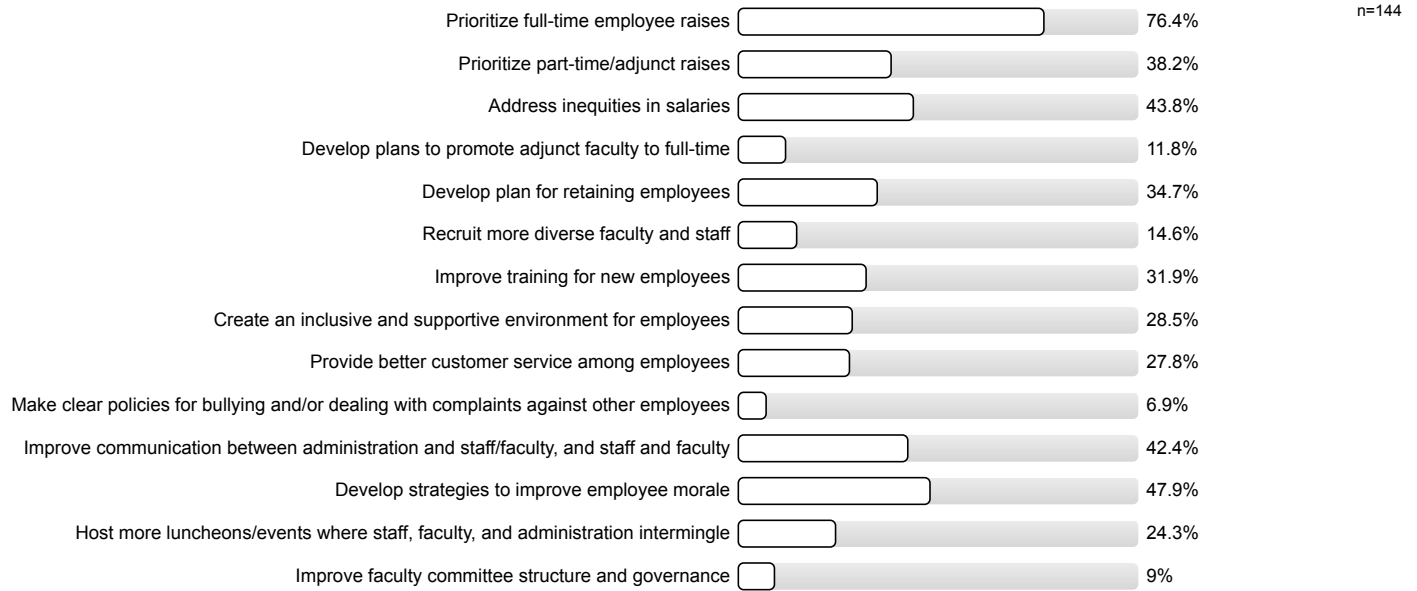 Prioritize full-time employee raises 76.4% n=144
Prioritize part-time/adjunct raises 38.2%
Address inequities in salaries 43.8%
Develop plans to promote adjunct faculty to full-time 11.8%
Develop plan for retaining employees 34.7%
Recruit more diverse faculty and staff 14.6%
Improve training for new employees 31.9%
Create an inclusive and supportive environment for employees 28.5%
Provide better customer service among employees 27.8%
Make clear policies for bullying and/or dealing with complaints against other employees 6.9%
Improve communication between administration and staff/faculty, and staff and faculty 42.4%
Develop strategies to improve employee morale 47.9%
Host more luncheons/events where staff, faculty, and administration intermingle 24.3%
Improve faculty committee structure and governance 9%